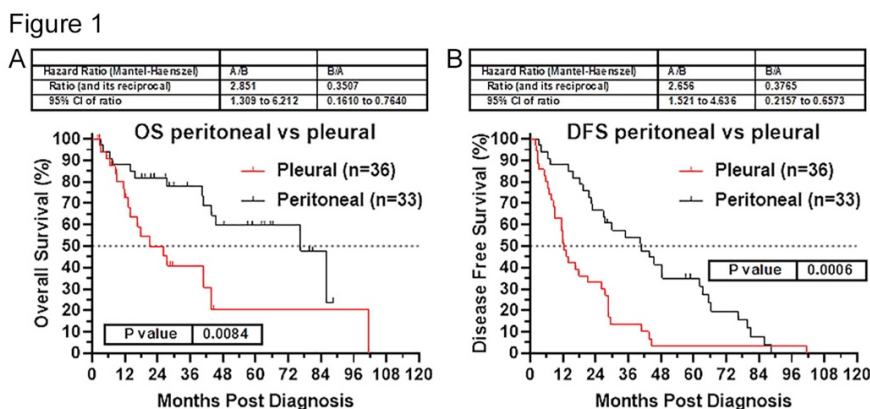 Figure 1
A
Hazard Ratio (Mantel-Haenszel) A/B B/A
Ratio (and its reciprocal) 2.851 0.3507
95% CI of ratio 1.309 to 6.212 0.1610 to 0.7640
OS peritoneal vs pleural
Pleural (n=36)
Peritoneal (n=33)
Overall Survival (%)
100
90
80
70
60
50
40
30
20
10
0
P value 0.0084
0 12 24 36 48 60 72 84 96 108 120
Months Post Diagnosis
B
Hazard Ratio (Mantel-Haenszel) A/B B/A
Ratio (and its reciprocal) 2.656 0.3765
95% CI of ratio 1.521 to 4.636 0.2157 to 0.6573
DFS peritoneal vs pleural
Pleural (n=36)
Peritoneal (n=33)
Disease Free Survival (%)
100
90
80
70
60
50
40
30
20
10
0
P value 0.0006
0 12 24 36 48 60 72 84 96 108 120
Months Post Diagnosis